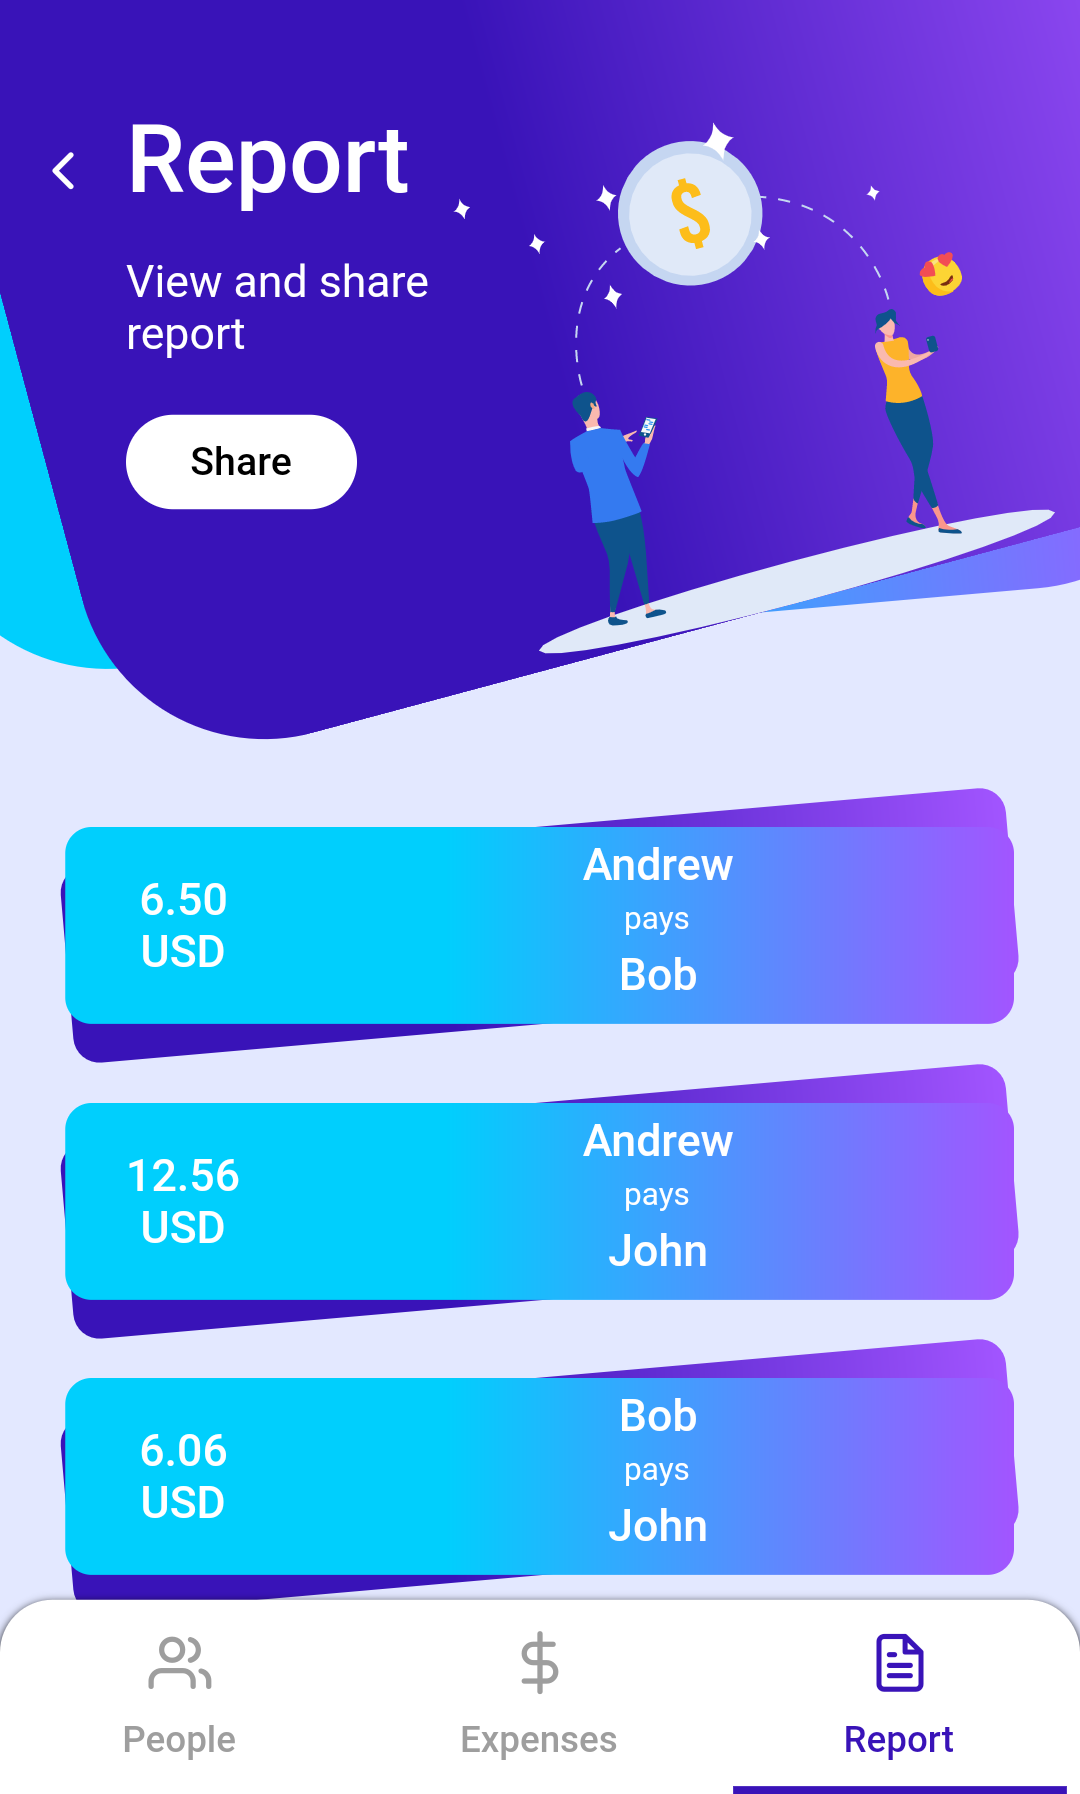 Report
View and share
report
Share
$
6.50
USD
Andrew
pays
Bob
12.56
USD
Andrew
pays
John
6.06
USD
Bob
pays
John
People
Expenses
Report